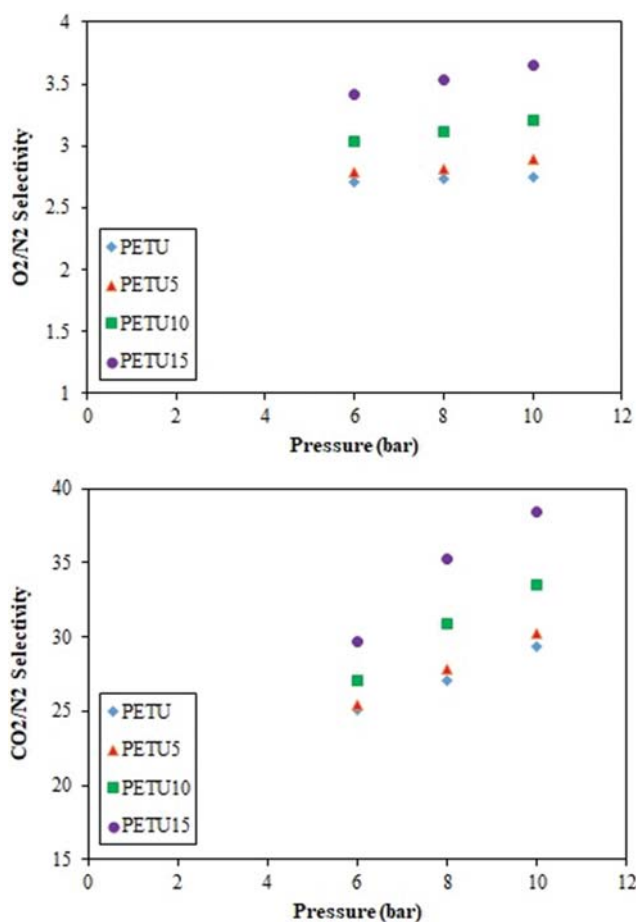 4
3.5
3
2.5
2
1.5
1
O2/N2 Selectivity
PETU
PETU5
PETU10
PETU15
0 2 4 6 8 10 12
Pressure (bar)
40
35
30
25
20
15
CO2/N2 Selectivity
PETU
PETU5
PETU10
PETU15
0 2 4 6 8 10 12
Pressure (bar)